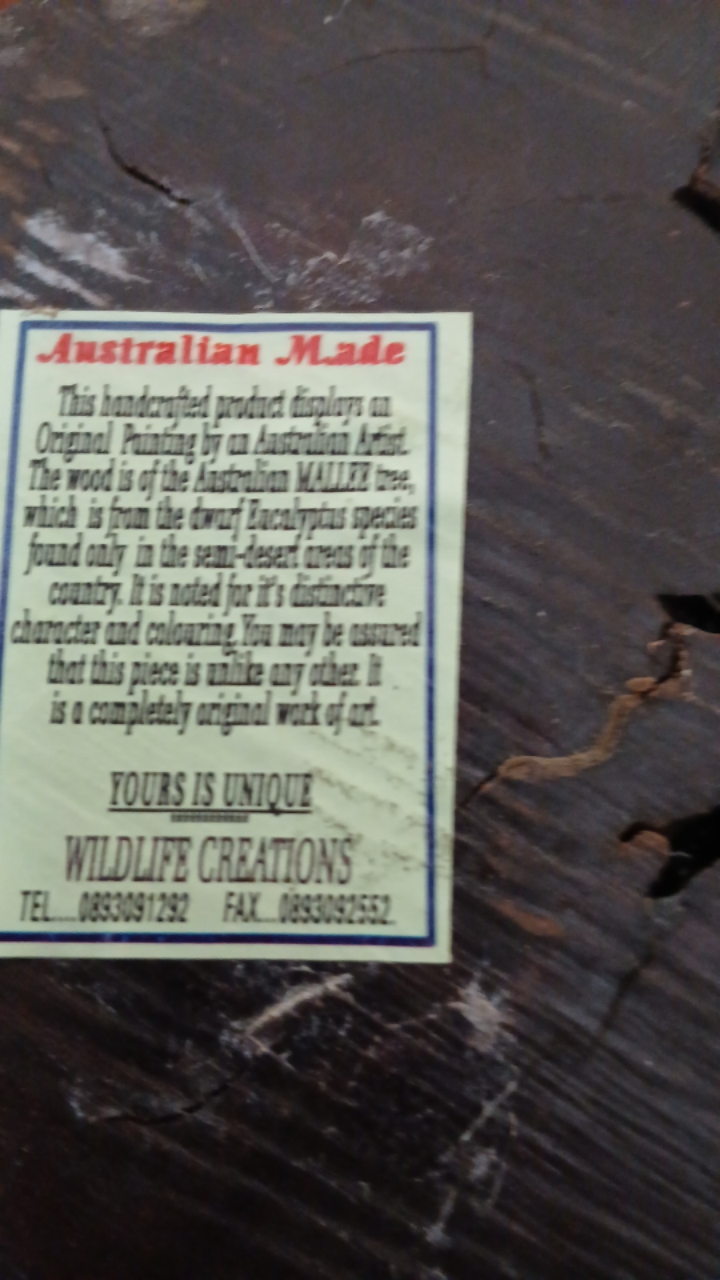 Australian Made
This handcrafted product displays an
Original Painting by an Australian Artist.
The wood is of the Australian MALLEE tree,
which is from the dwarf Eucalyptus species
found only in the semi-desert areas of the
country. It is noted for it's distinctive
character and colouring. You may be assured
that this piece is unlike any other. It
is a completely original work of art.
YOURS IS UNIQUE
WILDLIFE CREATIONS
TEL....0893091292 FAX...0893092552.